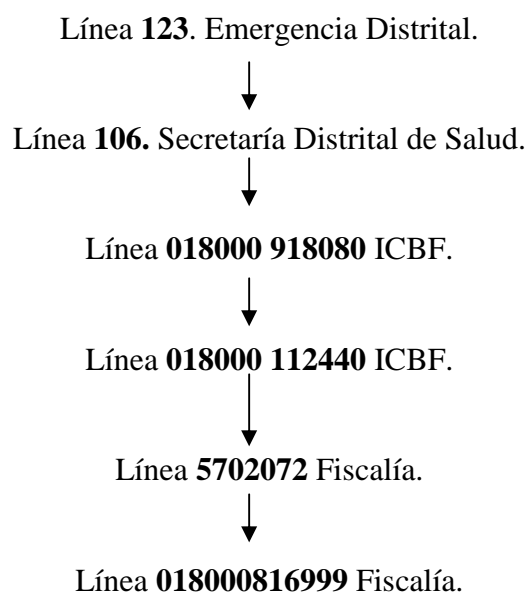 Línea 123. Emergencia Distrital.
Línea 106. Secretaría Distrital de Salud.
Línea 018000 918080 ICBF.
Línea 018000 112440 ICBF.
Línea 5702072 Fiscalía.
Línea 018000816999 Fiscalía.